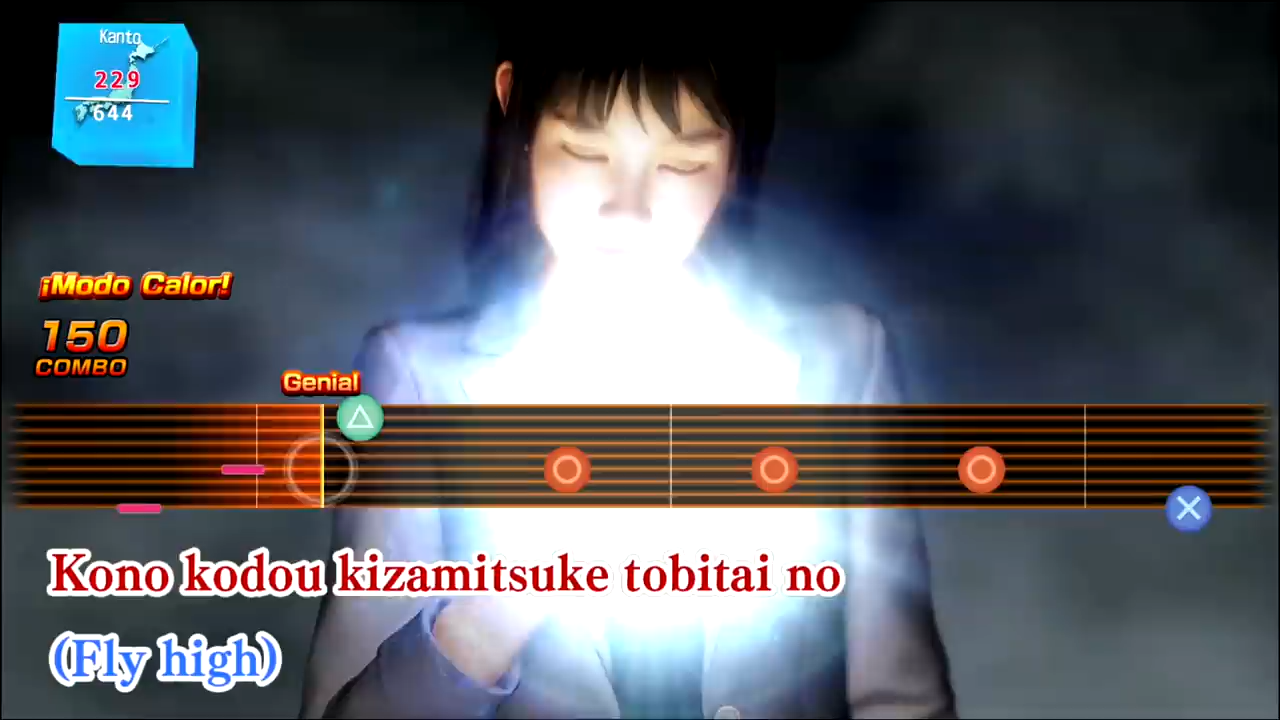 Kanto
229
644
¡Modo Calor!
150
COMBO
Genial
Kono kodou kizamitsuke tobitai no
(Fly high)